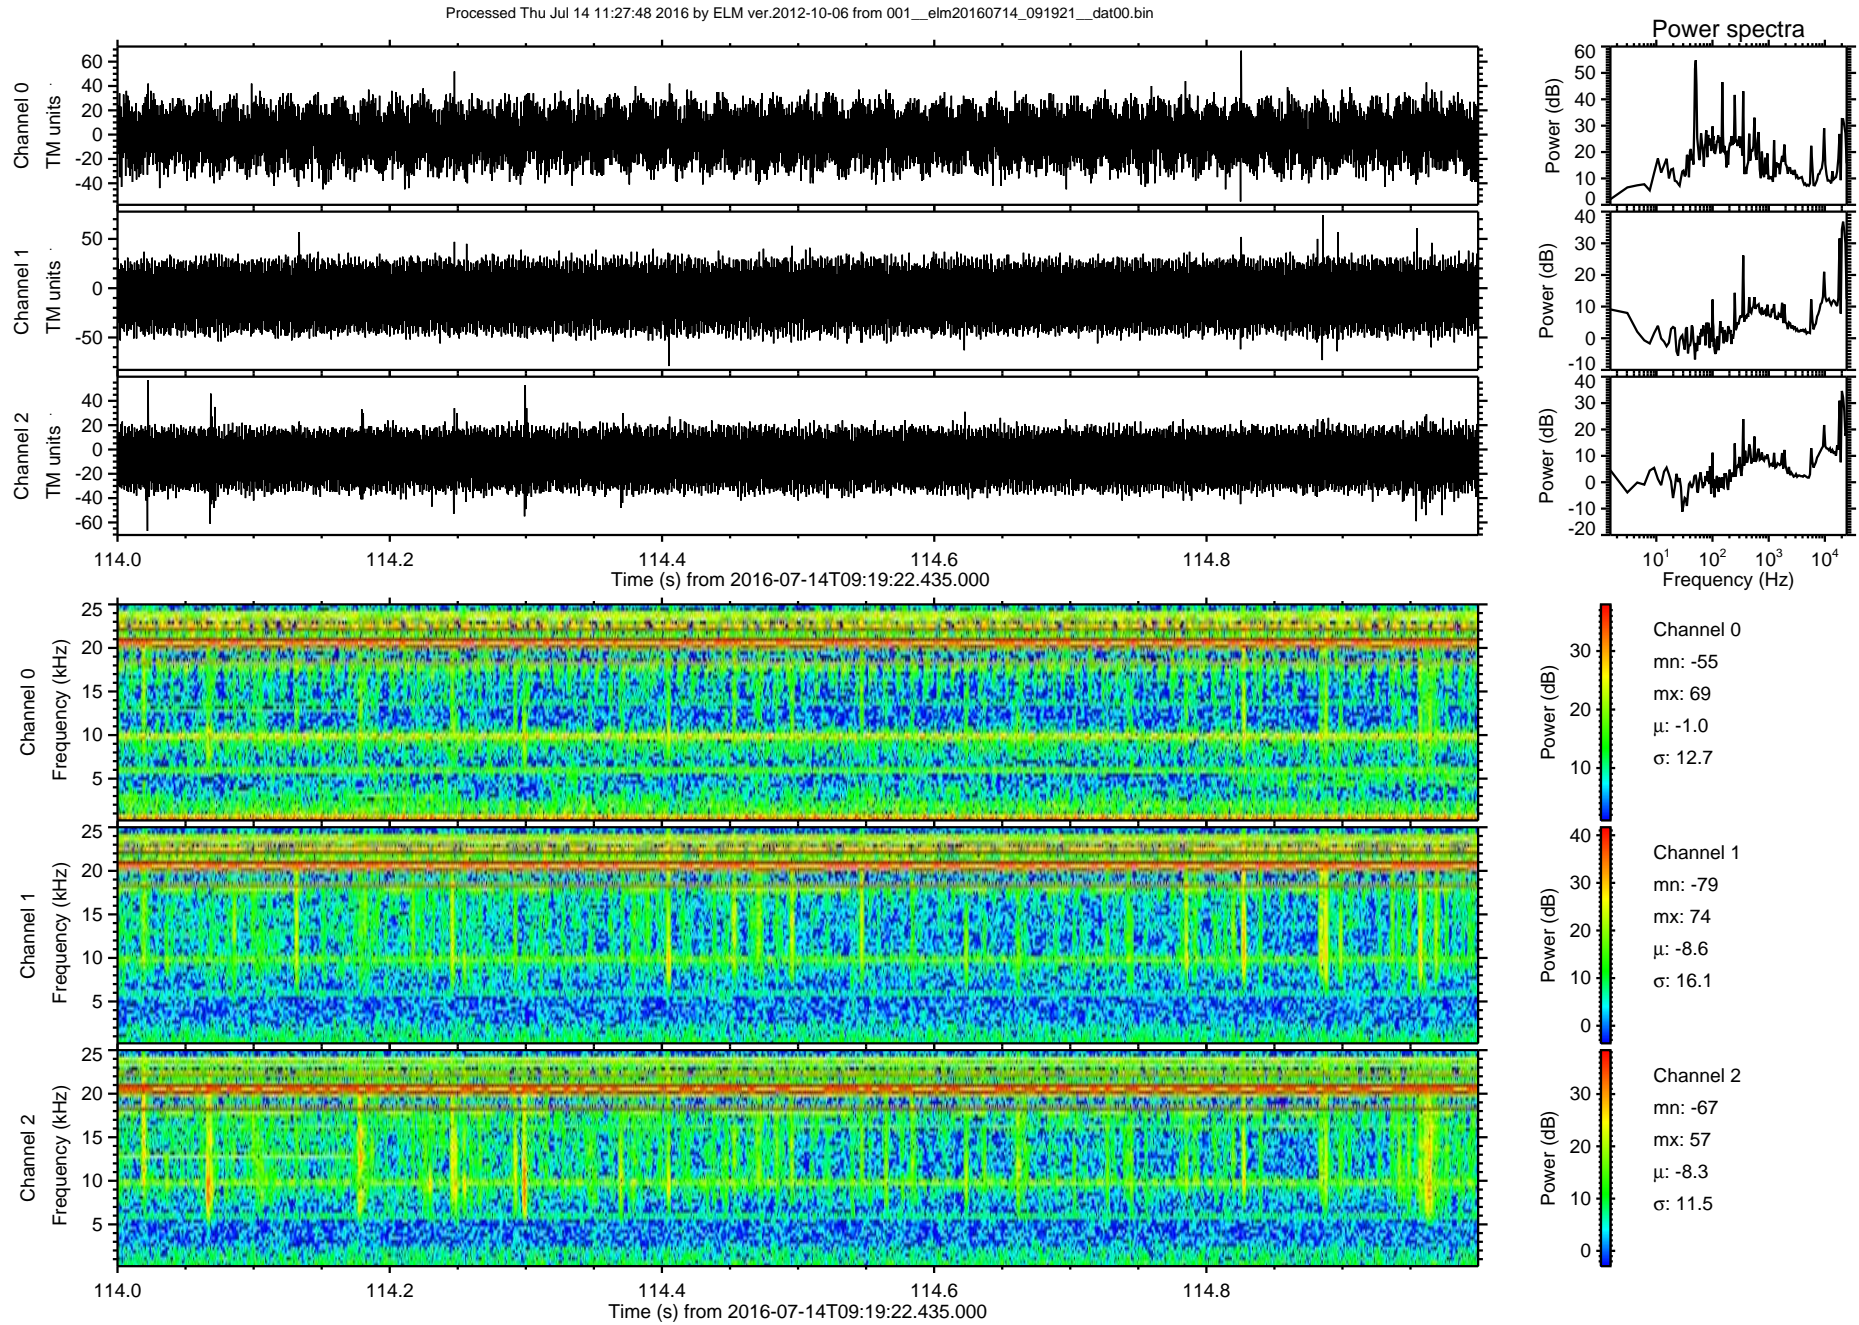 Processed Thu Jul 14 11:27:48 2016 by ELM ver.2012-10-06 from 001__elm20160714_091921__dat00.bin
Power spectra
Channel 0
TM units
60
40
20
0
-20
-40
Power (dB)
60
50
40
30
20
10
0
Channel 1
TM units
50
0
-50
Power (dB)
40
30
20
10
0
-10
Channel 2
TM units
40
20
0
-20
-40
-60
Power (dB)
40
30
20
10
0
-10
-20
114.0 114.2 114.4 114.6 114.8
Time (s) from 2016-07-14T09:19:22.435.000
10^1 10^2 10^3 10^4
Frequency (Hz)
Channel 0
Frequency (kHz)
25
20
15
10
5
Power (dB)
30
20
10
Channel 0
mn: -55
mx: 69
μ: -1.0
σ: 12.7
Channel 1
Frequency (kHz)
25
20
15
10
5
Power (dB)
40
30
20
10
0
Channel 1
mn: -79
mx: 74
μ: -8.6
σ: 16.1
Channel 2
Frequency (kHz)
25
20
15
10
5
Power (dB)
30
20
10
0
Channel 2
mn: -67
mx: 57
μ: -8.3
σ: 11.5
114.0 114.2 114.4 114.6 114.8
Time (s) from 2016-07-14T09:19:22.435.000